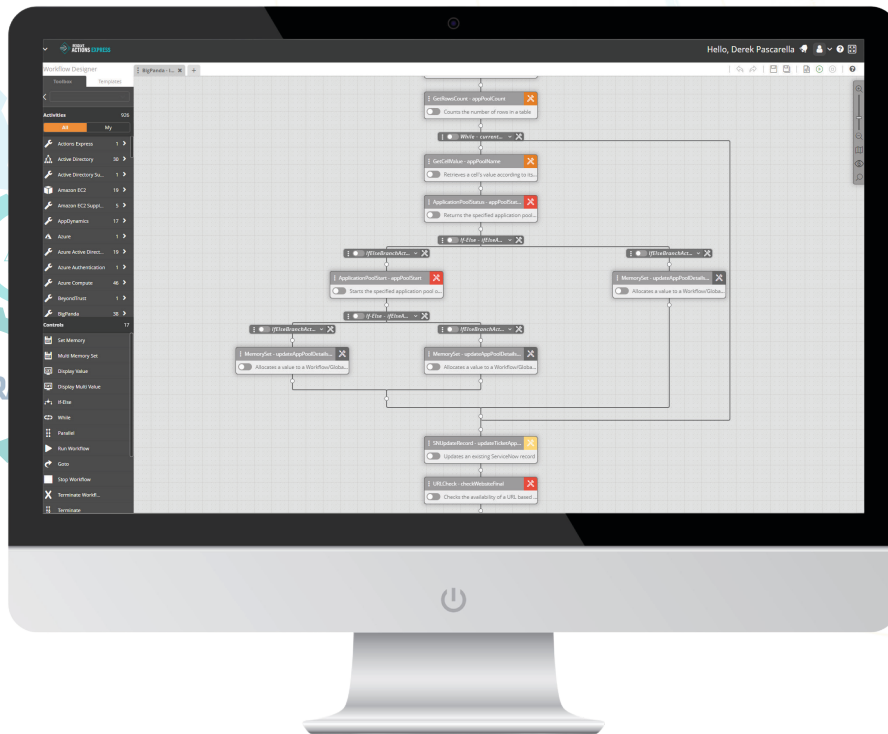 RESOLVE
ACTIONS EXPRESS
Hello, Derek Pascarella
Workflow Designer
Toolbox Templates
BigPanda - I... X +
Activities 926
All My
Actions Express 1
Active Directory 30
Active Directory Su... 1
Amazon EC2 19
Amazon EC2 Suppl... 5
AppDynamics 17
Azure 1
Azure Active Direct... 19
Azure Authentication 1
Azure Compute 46
BeyondTrust 1
BigPanda 38
Controls 17
Set Memory
Multi Memory Set
Display Value
Display Multi Value
If-Else
While
Parallel
Run Workflow
Goto
Stop Workflow
Terminate Workfl...
Terminate
GetRowsCount - appPoolCount
Counts the number of rows in a table
While - current...
GetCellValue - appPoolName
Retrieves a cell's value according to its...
ApplicationPoolStatus - appPoolStat...
Returns the specified application pool...
If-Else - ifElseA...
IfElseBranchAct...
IfElseBranchAct...
ApplicationPoolStart - appPoolStart
Starts the specified application pool o...
MemorySet - updateAppPoolDetails...
Allocates a value to a Workflow/Globa...
If-Else - ifElseA...
IfElseBranchAct...
IfElseBranchAct...
MemorySet - updateAppPoolDetails...
Allocates a value to a Workflow/Globa...
MemorySet - updateAppPoolDetails...
Allocates a value to a Workflow/Globa...
SNUpdateRecord - updateTicketApp...
Updates an existing ServiceNow record
URLCheck - checkWebsiteFinal
Checks the availability of a URL based ...